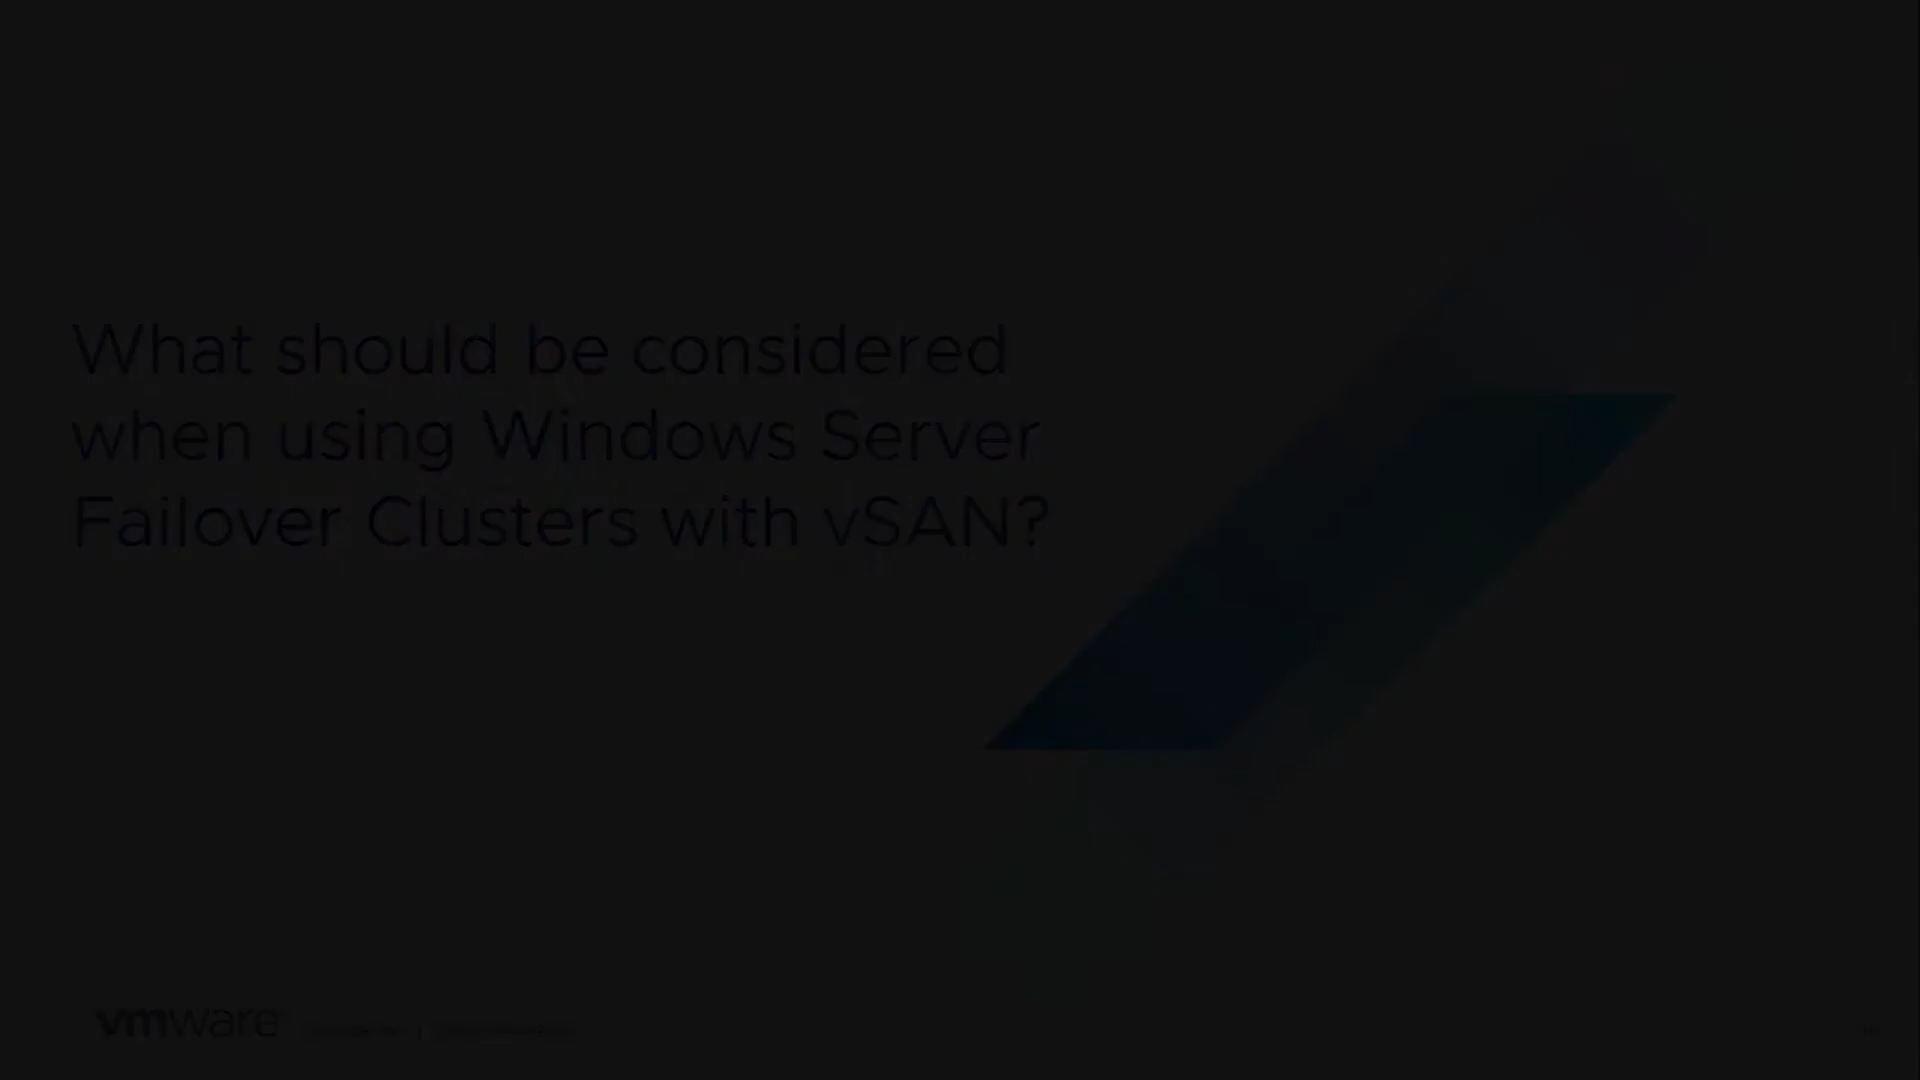 What should be considered
when using Windows Server
Failover Clusters with vSAN?
vmware